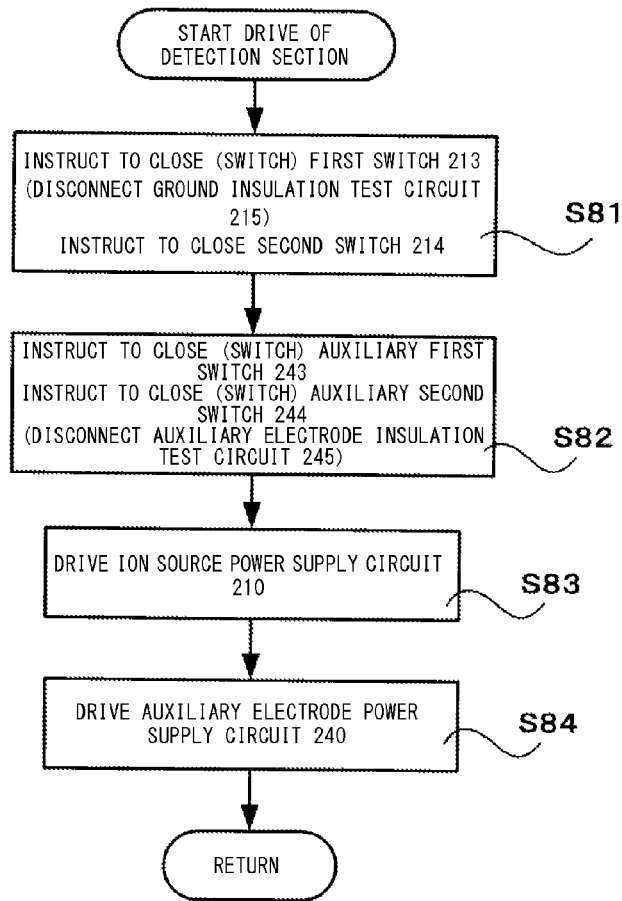 START DRIVE OF
DETECTION SECTION
INSTRUCT TO CLOSE (SWITCH) FIRST SWITCH 213
(DISCONNECT GROUND INSULATION TEST CIRCUIT
215)
INSTRUCT TO CLOSE SECOND SWITCH 214
S81
INSTRUCT TO CLOSE (SWITCH) AUXILIARY FIRST
SWITCH 243
INSTRUCT TO CLOSE (SWITCH) AUXILIARY SECOND
SWITCH 244
(DISCONNECT AUXILIARY ELECTRODE INSULATION
TEST CIRCUIT 245)
S82
DRIVE ION SOURCE POWER SUPPLY CIRCUIT
210
S83
DRIVE AUXILIARY ELECTRODE POWER
SUPPLY CIRCUIT 240
S84
RETURN